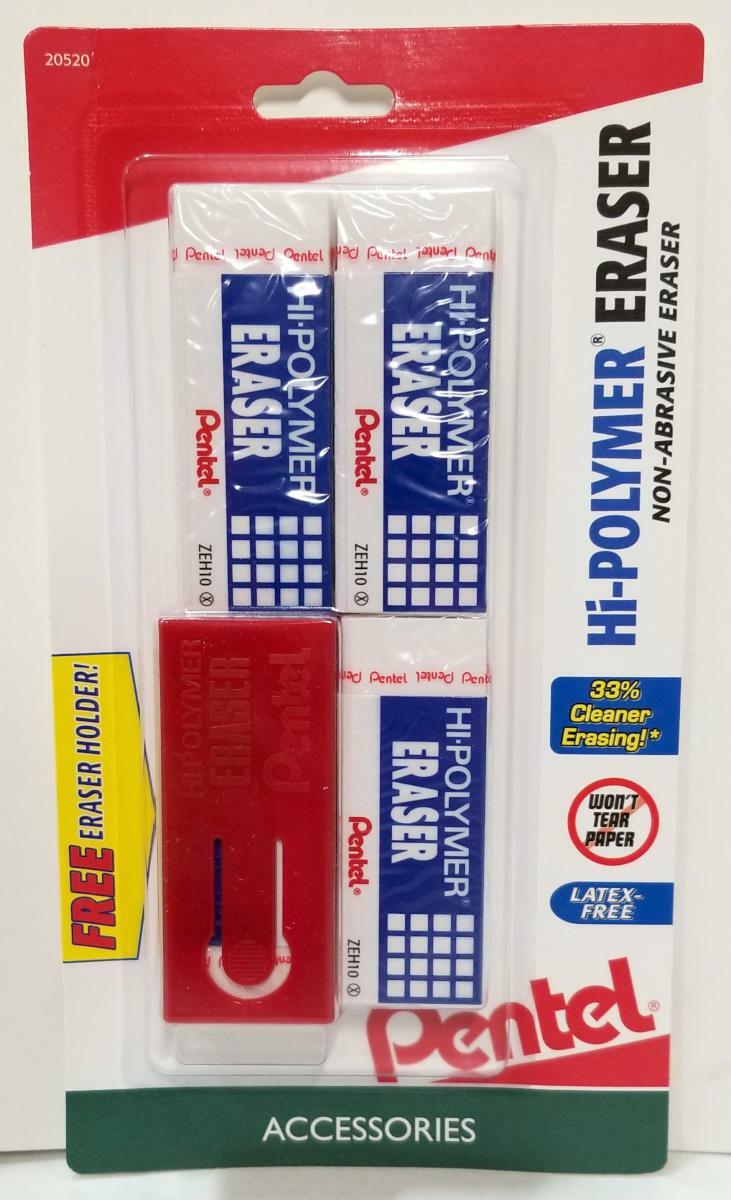 20520
Hi-POLYMER® ERASER
NON-ABRASIVE ERASER
Pentel Pentel Pentel
Pentel Pentel Pentel
HI-POLYMER
ERASER
Pentel®
ZEH10
HI-POLYMER®
ERASER
Pentel®
ZEH10
HI-POLYMER
ERASER
Pentel
Pentel Pentel Pentel
HI-POLYMER®
ERASER
Pentel®
ZEH10
FREE ERASER HOLDER!
33%
Cleaner
Erasing!*
WON'T
TEAR
PAPER
LATEX-
FREE
Pentel®
ACCESSORIES